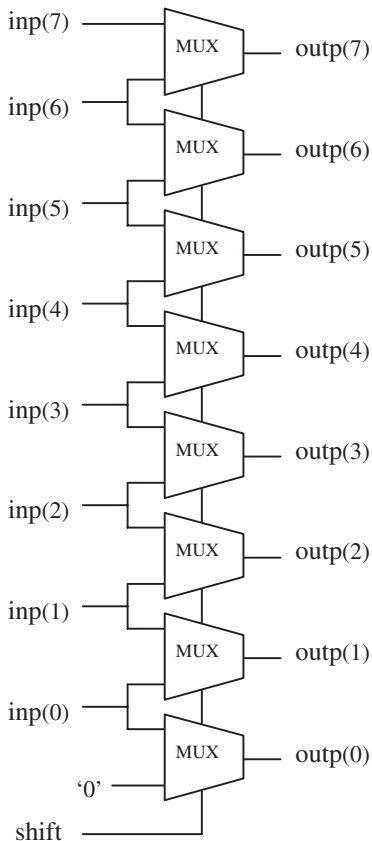 inp(7)
MUX
outp(7)
inp(6)
MUX
outp(6)
inp(5)
MUX
outp(5)
inp(4)
MUX
outp(4)
inp(3)
MUX
outp(3)
inp(2)
MUX
outp(2)
inp(1)
MUX
outp(1)
inp(0)
MUX
outp(0)
‘0’
shift